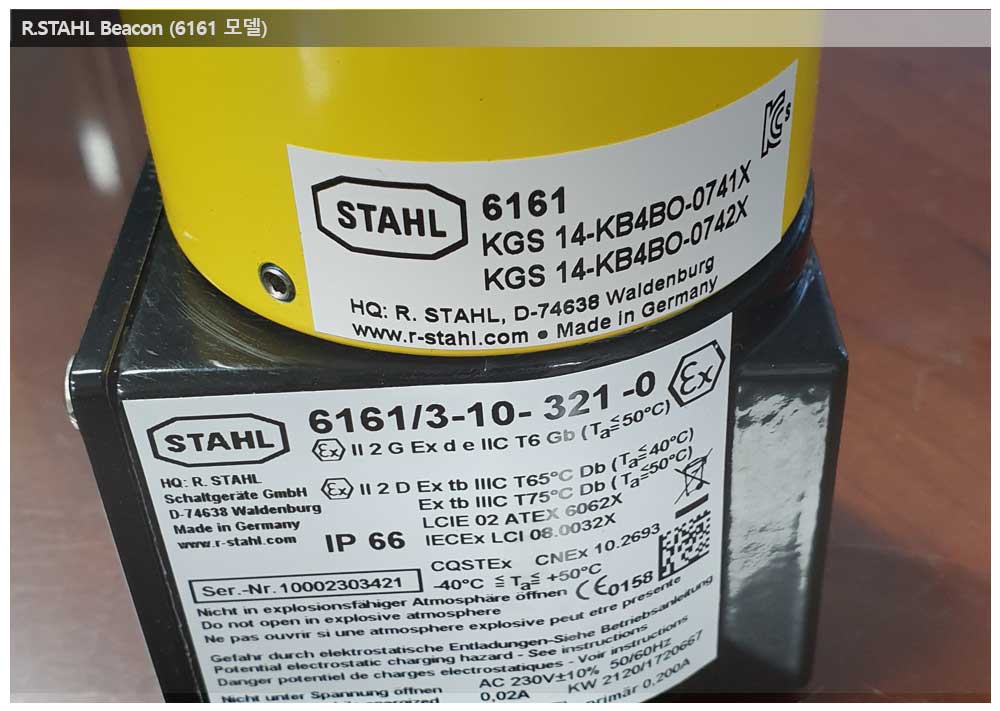 R.STAHL Beacon (6161 모델)
KCs
STAHL
6161
KGS 14-KB4BO-0741X
KGS 14-KB4BO-0742X
HQ: R. STAHL, D-74638 Waldenburg
www.r-stahl.com ● Made in Germany
STAHL
6161/3-10- 321 -0
Ex
Ex II 2 G Ex d e IIC T6 Gb (Ta≦50°C)
HQ: R. STAHL
Schaltgeräte GmbH
D-74638 Waldenburg
Made in Germany
www.r-stahl.com
Ex II 2 D Ex tb IIIC T65°C Db (Ta≦40°C)
Ex tb IIIC T75°C Db (Ta≦50°C)
LCIE 02 ATEX 6062X
IP 66 IECEx LCI 08.0032X
CQSTEx CNEx 10.2693
-40°C ≦ Ta≦ +50°C
Ser.-Nr. 10002303421
CE0158
Nicht in explosionsfähiger Atmosphäre öffnen
Do not open in explosive atmosphere
Ne pas ouvrir si une atmosphere explosive peut etre presente
Gefahr durch elektrostatische Entladungen-Siehe Betriebsanleitung
Potential electrostatic charging hazard - See instructions
Danger potentiel de charges electrostatiques - Voir instructions
Nicht unter Spannung öffnen
AC 230V±10% 50/60Hz
0,02A KW 2120/1720667
primär 0,200A